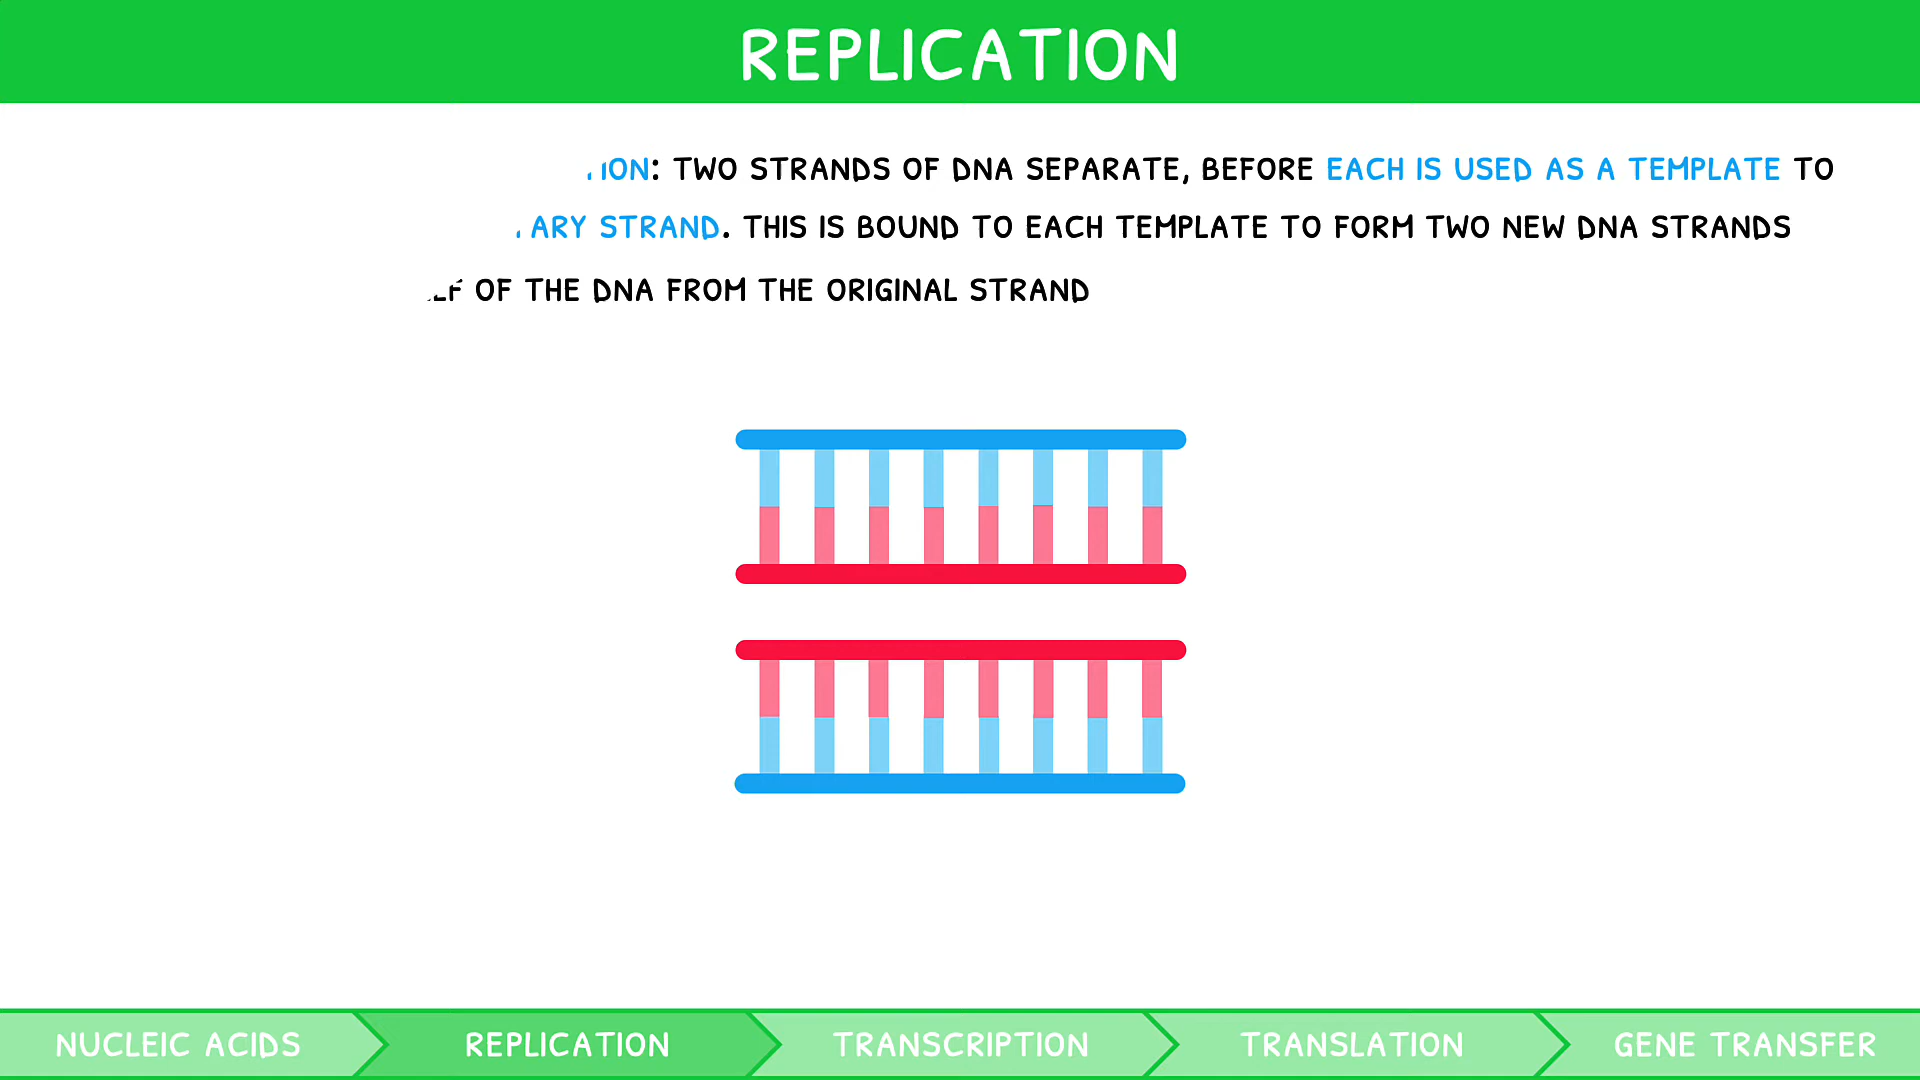 REPLICATION
ION: TWO STRANDS OF DNA SEPARATE, BEFORE EACH IS USED AS A TEMPLATE TO
ARY STRAND. THIS IS BOUND TO EACH TEMPLATE TO FORM TWO NEW DNA STRANDS
OF THE DNA FROM THE ORIGINAL STRAND
NUCLEIC ACIDS
REPLICATION
TRANSCRIPTION
TRANSLATION
GENE TRANSFER